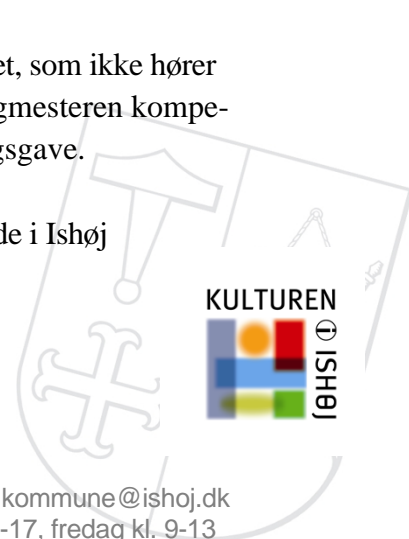 et, som ikke hører
gmesteren kompe-
gsgave.
de i Ishøj
KULTUREN
i ISHØJ
kommune@ishoj.dk
-17, fredag kl. 9-13